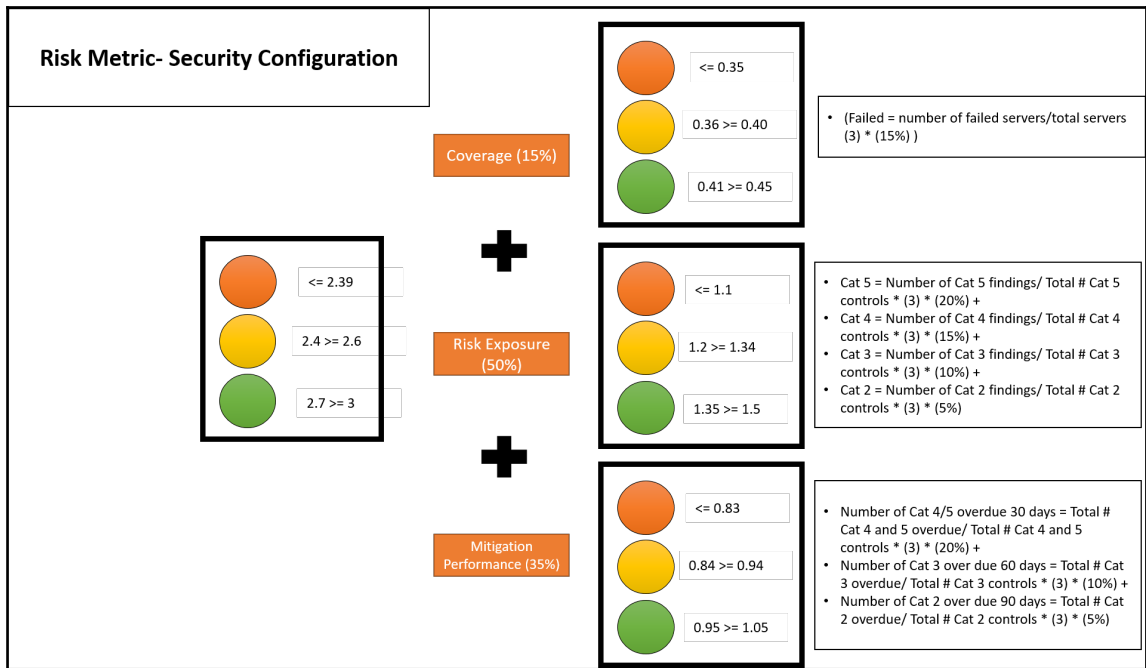 Risk Metric- Security Configuration
<= 0.35
0.36 >= 0.40
0.41 >= 0.45
Coverage (15%)
• (Failed = number of failed servers/total servers
(3) * (15%) )
<= 2.39
2.4 >= 2.6
2.7 >= 3
Risk Exposure
(50%)
<= 1.1
1.2 >= 1.34
1.35 >= 1.5
• Cat 5 = Number of Cat 5 findings/ Total # Cat 5
controls * (3) * (20%) +
• Cat 4 = Number of Cat 4 findings/ Total # Cat 4
controls * (3) * (15%) +
• Cat 3 = Number of Cat 3 findings/ Total # Cat 3
controls * (3) * (10%) +
• Cat 2 = Number of Cat 2 findings/ Total # Cat 2
controls * (3) * (5%)
Mitigation
Performance (35%)
<= 0.83
0.84 >= 0.94
0.95 >= 1.05
• Number of Cat 4/5 overdue 30 days = Total #
Cat 4 and 5 overdue/ Total # Cat 4 and 5
controls * (3) * (20%) +
• Number of Cat 3 over due 60 days = Total # Cat
3 overdue/ Total # Cat 3 controls * (3) * (10%) +
• Number of Cat 2 over due 90 days = Total # Cat
2 overdue/ Total # Cat 2 controls * (3) * (5%)